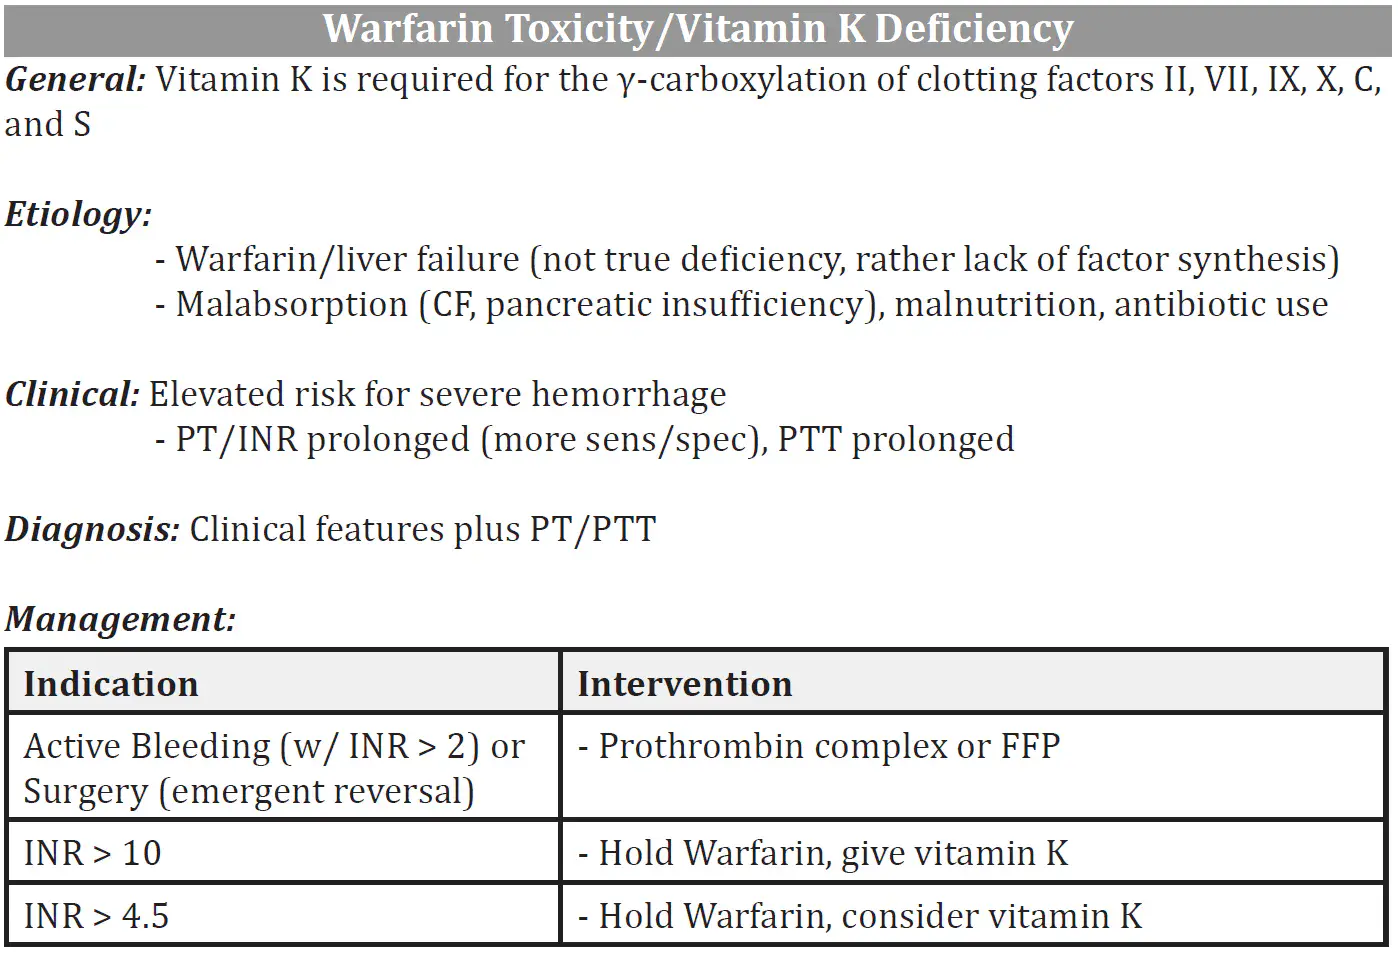 Warfarin Toxicity/Vitamin K Deficiency
General: Vitamin K is required for the γ-carboxylation of clotting factors II, VII, IX, X, C,
and S
Etiology:
- Warfarin/liver failure (not true deficiency, rather lack of factor synthesis)
- Malabsorption (CF, pancreatic insufficiency), malnutrition, antibiotic use
Clinical: Elevated risk for severe hemorrhage
- PT/INR prolonged (more sens/spec), PTT prolonged
Diagnosis: Clinical features plus PT/PTT
Management:
Indication
Intervention
Active Bleeding (w/ INR > 2) or
Surgery (emergent reversal)
- Prothrombin complex or FFP
INR > 10
- Hold Warfarin, give vitamin K
INR > 4.5
- Hold Warfarin, consider vitamin K